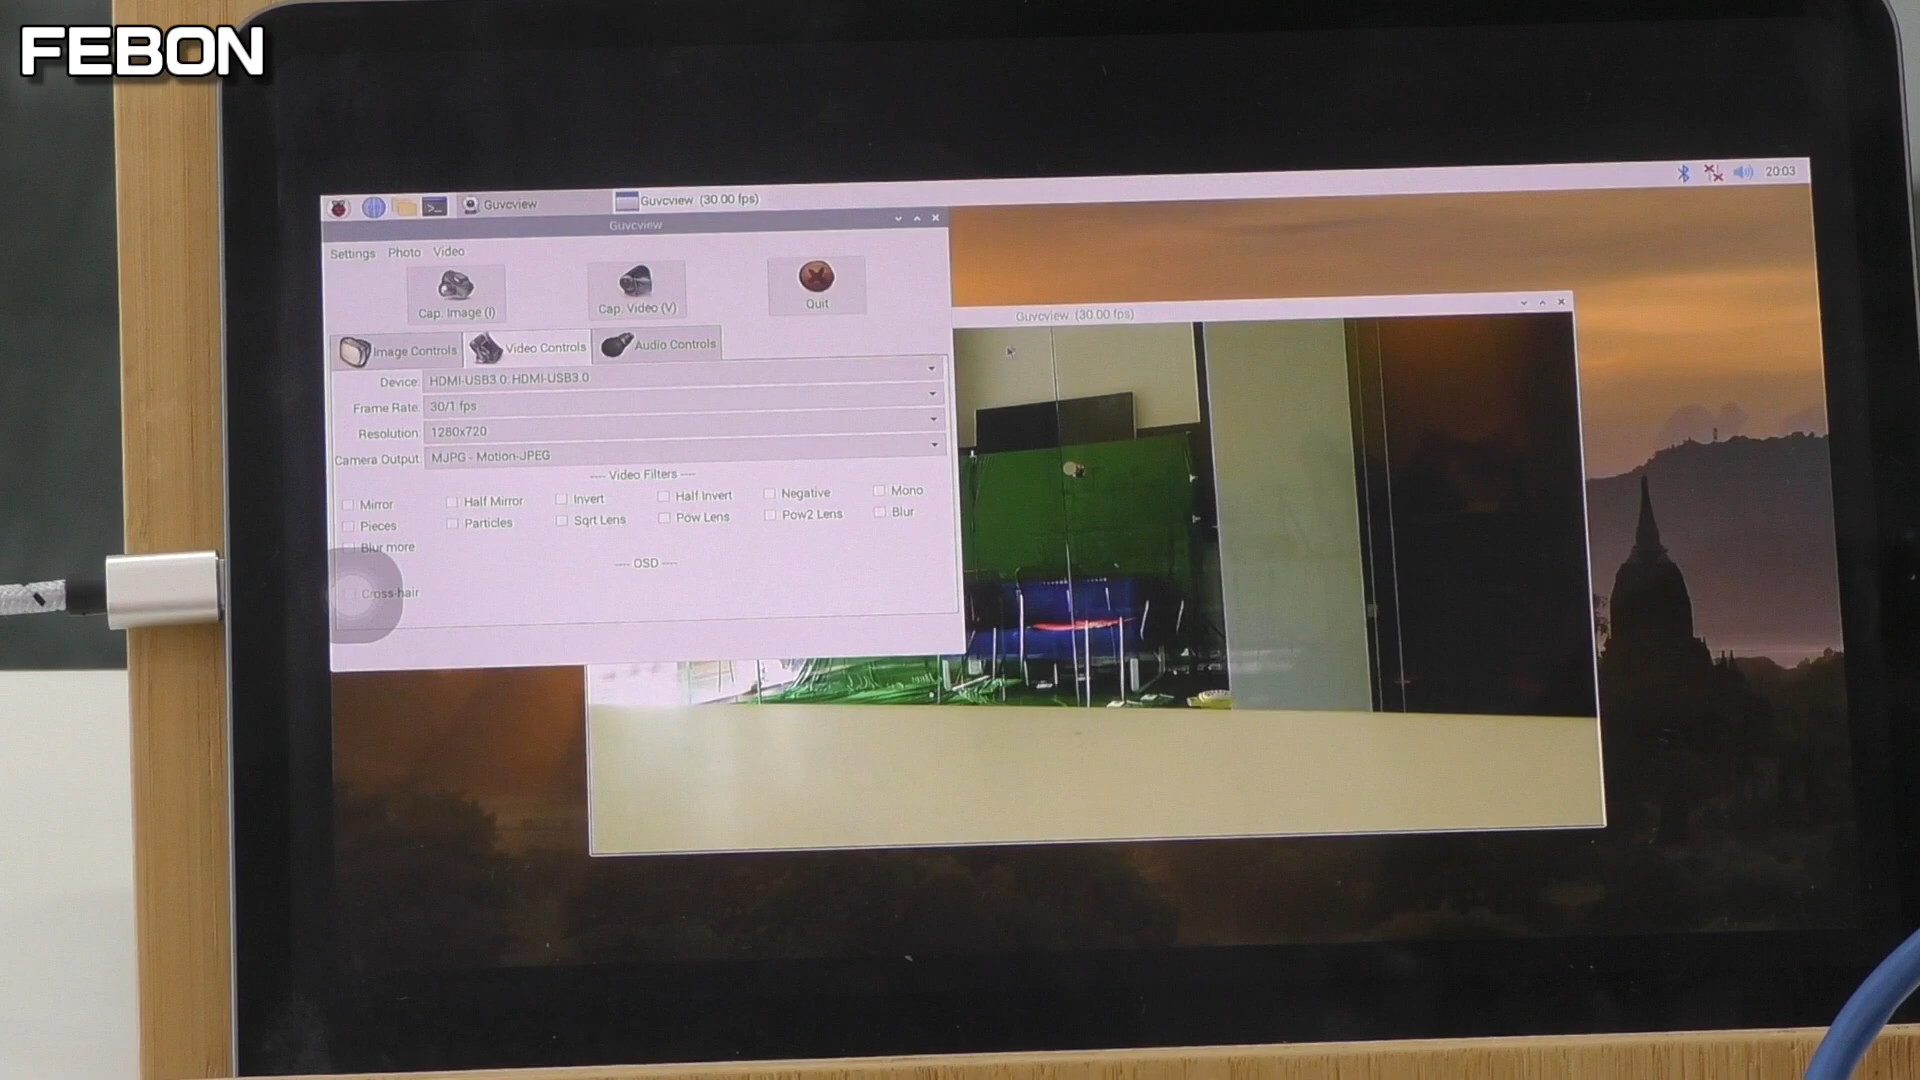 FEBON
Guvcview
Guvcview (30.00 fps)
20:03
Guvcview
Settings Photo Video
Cap. Image (I)
Cap. Video (V)
Quit
Image Controls
Video Controls
Audio Controls
Guvcview (30.00 fps)
Device: HDMI-USB3.0: HDMI-USB3.0
Frame Rate: 30/1 fps
Resolution: 1280x720
Camera Output: MJPG - Motion-JPEG
---- Video Filters ----
Mirror Half Mirror Invert Half Invert Negative Mono
Pieces Particles Sqrt Lens Pow Lens Pow2 Lens Blur
Blur more
---- OSD ----
Cross-hair